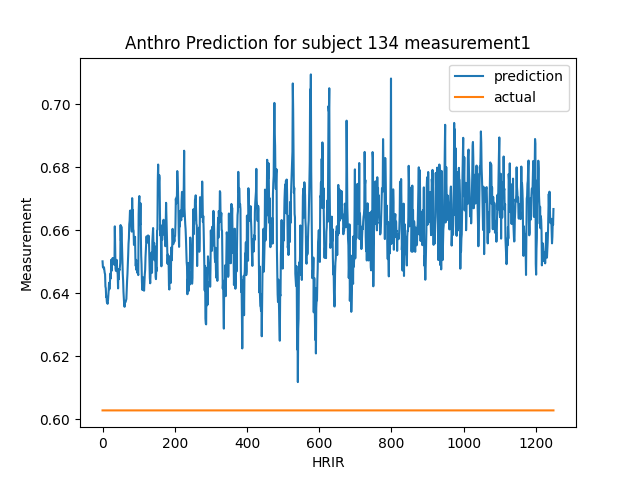 Anthro Prediction for subject 134 measurement1
prediction
actual
0.70
0.68
0.66
0.64
0.62
0.60
Measurement
0
200
400
600
800
1000
1200
HRIR